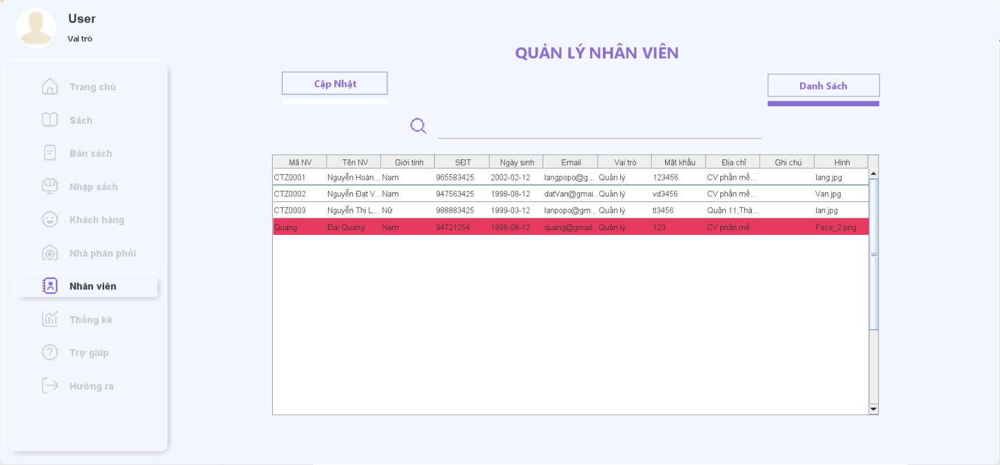 User
Vai trò
Trang chủ
Sách
Bán sách
Nhập sách
Khách hàng
Nhà phân phối
Nhân viên
Thống kê
Trợ giúp
Hướng ra
QUẢN LÝ NHÂN VIÊN
Cập Nhật
Danh Sách
Mã NV Tên NV Giới tính SĐT Ngày sinh Email Vai trò Mật khẩu Địa chỉ Ghi chú Hình
CTZ0001 Nguyễn Hoàn... Nam 965583425 2002-02-12 langpopo@g... Quản lý 123456 CV phần mề... lang.jpg
CTZ0002 Nguyễn Đạt V... Nam 947563425 1998-08-12 datVan@gmai... Quản lý vd3456 CV phần mề... Van.jpg
CTZ0003 Nguyễn Thị L... Nữ 988883425 1999-03-12 lanpopo@gm... Quản lý tl3456 Quận 11,Thà... lan.jpg
Quang Đại Quang Nam 94721254 1998-08-12 quang@gmail... Quản lý 123 CV phần mề... Face_2.png